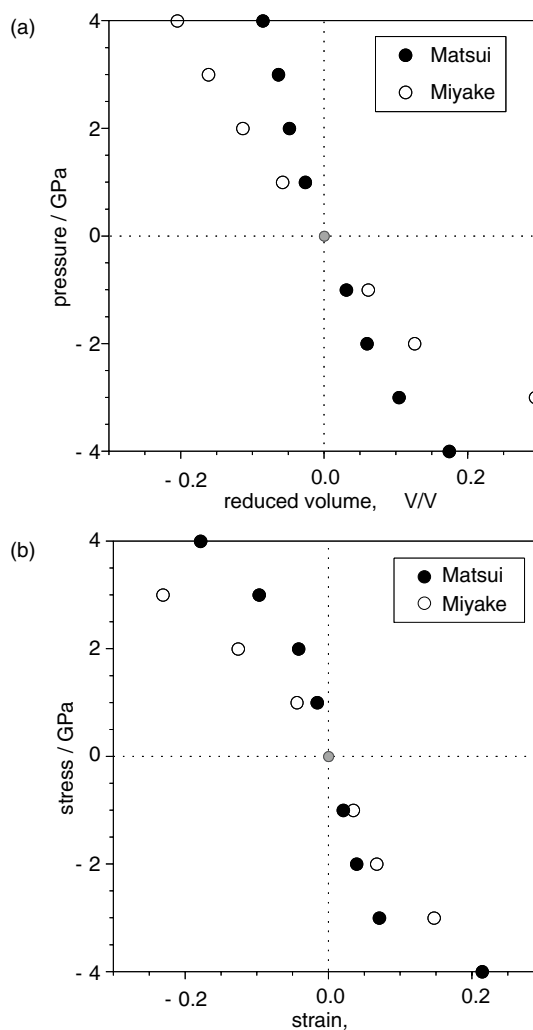 (a)
4
2
0
- 2
- 4
pressure / GPa
Matsui
Miyake
- 0.2
0.0
0.2
reduced volume, V/V
(b)
4
2
0
- 2
- 4
stress / GPa
Matsui
Miyake
- 0.2
0.0
0.2
strain,